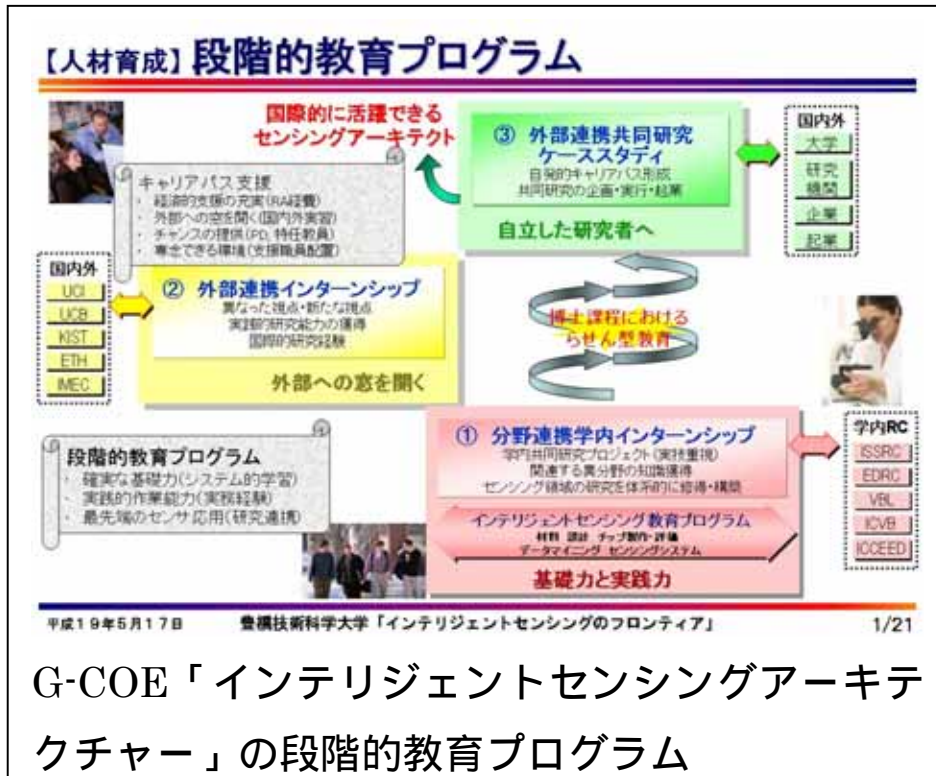 【人材育成】段階的教育プログラム
国際的に活躍できる
センシングアーキテクト
③ 外部連携共同研究
ケーススタディ
自発的キャリアパス形成
共同研究の企画・実行・起業
自立した研究者へ
国内外
大学
研究
機関
企業
起業
キャリアパス支援
・ 経済的支援の充実(RA経費)
・ 外部への窓を開く(国内外実習)
・ チャンスの提供(PD, 特任教員)
・ 専念できる環境(支援職員配置)
国内外
UCI
UCB
KIST
ETH
IMEC
② 外部連携インターンシップ
異なった視点・新たな視点
実践的研究能力の獲得
国際的研究経験
外部への窓を開く
博士課程における
らせん型教育
段階的教育プログラム
・ 確実な基礎力(システム的学習)
・ 実践的作業能力(実務経験)
・ 最先端のセンサ応用(研究連携)
① 分野連携学内インターンシップ
学内共同研究プロジェクト(実技重視)
関連する異分野の知識獲得
センシング領域の研究を体系的に修得・構築
インテリジェントセンシング教育プログラム
材料 設計 チップ製作・評価
データマイニング センシングシステム
基礎力と実践力
学内RC
ISSRC
EDRC
VBL
ICVB
ICCEED
平成19年5月17日
豊橋技術科学大学「インテリジェントセンシングのフロンティア」
1/21
G-COE「インテリジェントセンシングアーキテ
クチャー」の段階的教育プログラム